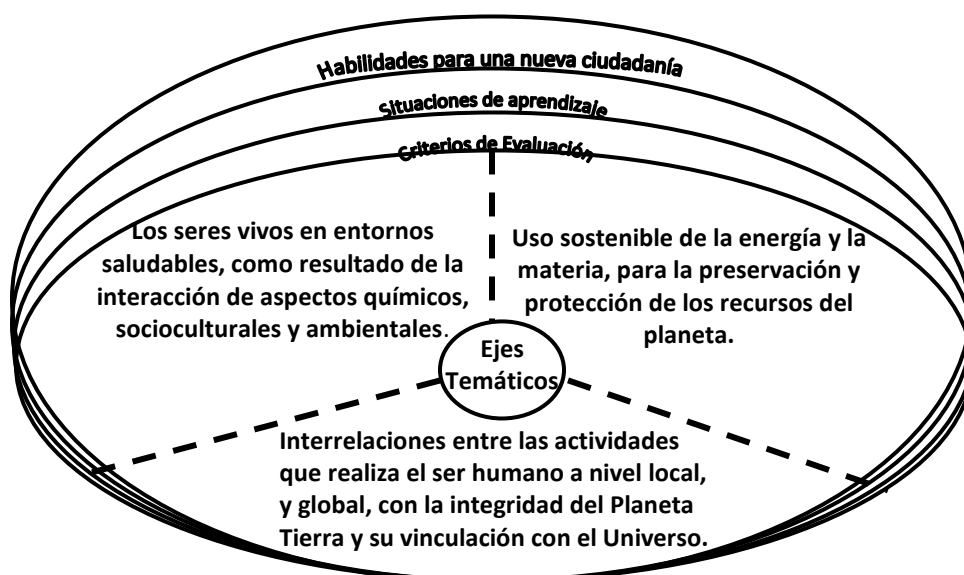 Habilidades para una nueva ciudadanía
Situaciones de aprendizaje
Criterios de Evaluación
Los seres vivos en entornos
saludables, como resultado de la
interacción de aspectos químicos,
socioculturales y ambientales.
Uso sostenible de la energía y la
materia, para la preservación y
protección de los recursos del
planeta.
Ejes
Temáticos
Interrelaciones entre las actividades
que realiza el ser humano a nivel local,
y global, con la integridad del Planeta
Tierra y su vinculación con el Universo.